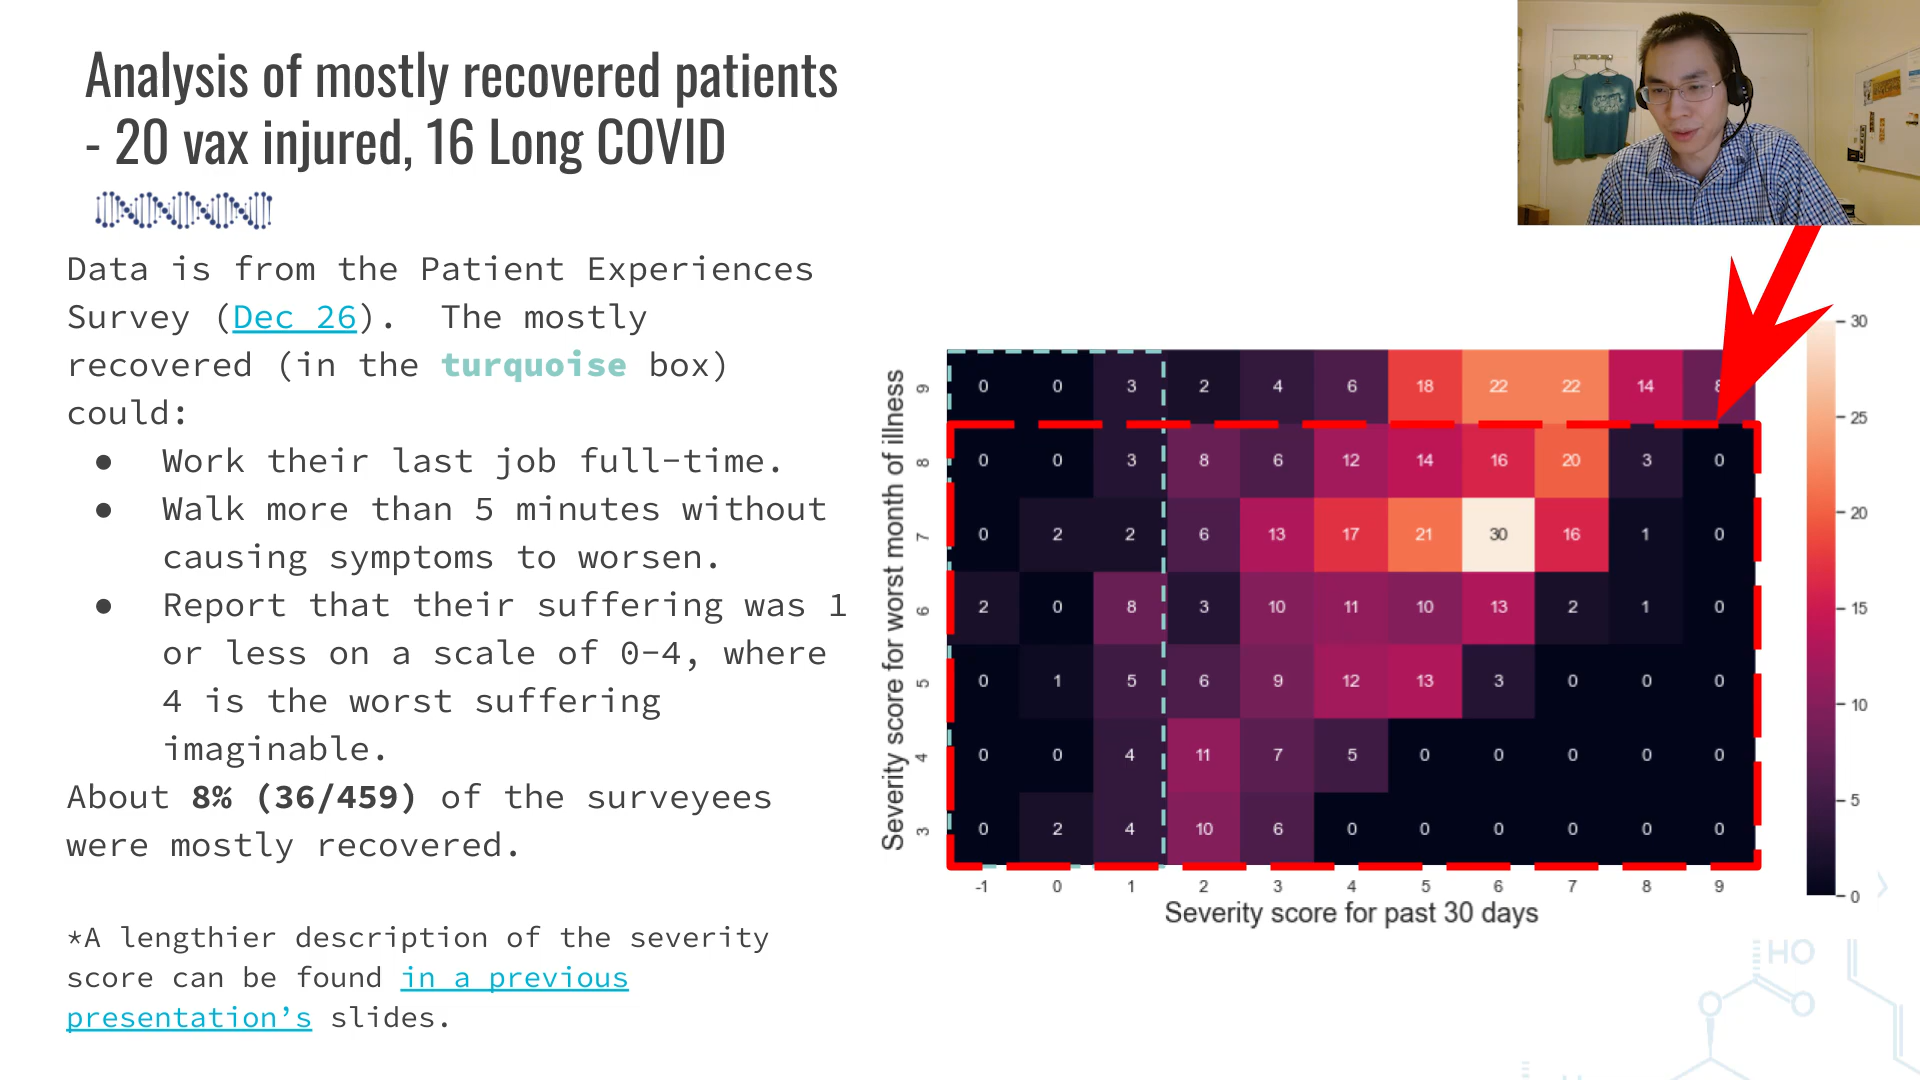 Analysis of mostly recovered patients
- 20 vax injured, 16 Long COVID
Data is from the Patient Experiences
Survey (Dec 26).  The mostly
recovered (in the turquoise box)
could:
● Work their last job full-time.
● Walk more than 5 minutes without
causing symptoms to worsen.
● Report that their suffering was 1
or less on a scale of 0-4, where
4 is the worst suffering
imaginable.
About 8% (36/459) of the surveyees
were mostly recovered.
*A lengthier description of the severity
score can be found in a previous
presentation’s slides.
Severity score for worst month of illness
9 0 0 3 2 4 6 18 22 22 14 8
8 0 0 3 8 6 12 14 16 20 3 0
7 0 2 2 6 13 17 21 30 16 1 0
6 2 0 8 3 10 11 10 13 2 1 0
5 0 1 5 6 9 12 13 3 0 0 0
4 0 0 4 11 7 5 0 0 0 0 0
3 0 2 4 10 6 0 0 0 0 0 0
-1 0 1 2 3 4 5 6 7 8 9
Severity score for past 30 days
30
25
20
15
10
5
0
HO
O
O